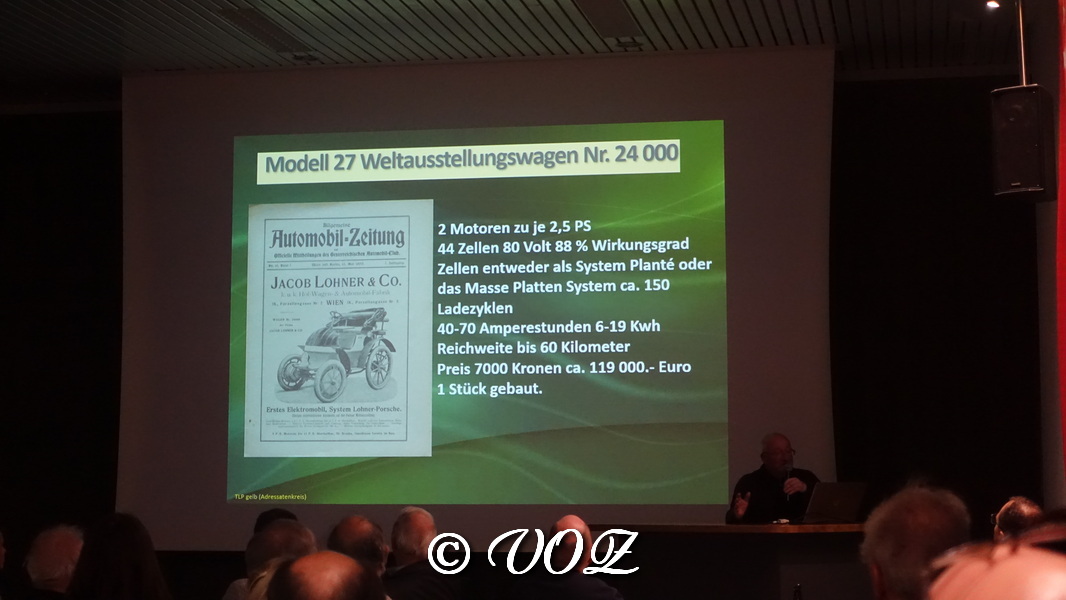 Modell 27 Weltausstellungswagen Nr. 24 000
Allgemeine
Automobil-Zeitung
JACOB LOHNER & CO.
WIEN
Erstes Elektromobil, System Lohner-Porsche.
2 Motoren zu je 2,5 PS
44 Zellen 80 Volt 88 % Wirkungsgrad
Zellen entweder als System Planté oder
das Masse Platten System ca. 150
Ladezyklen
40-70 Amperestunden 6-19 Kwh
Reichweite bis 60 Kilometer
Preis 7000 Kronen ca. 119 000.- Euro
1 Stück gebaut.
TLP gelb (Adressatenkreis)
© VOZ